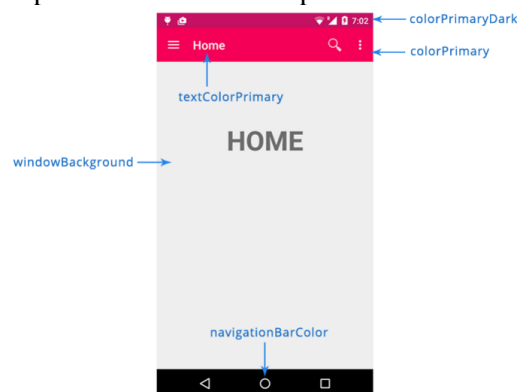 7:02
colorPrimaryDark
Home
colorPrimary
textColorPrimary
HOME
windowBackground
navigationBarColor